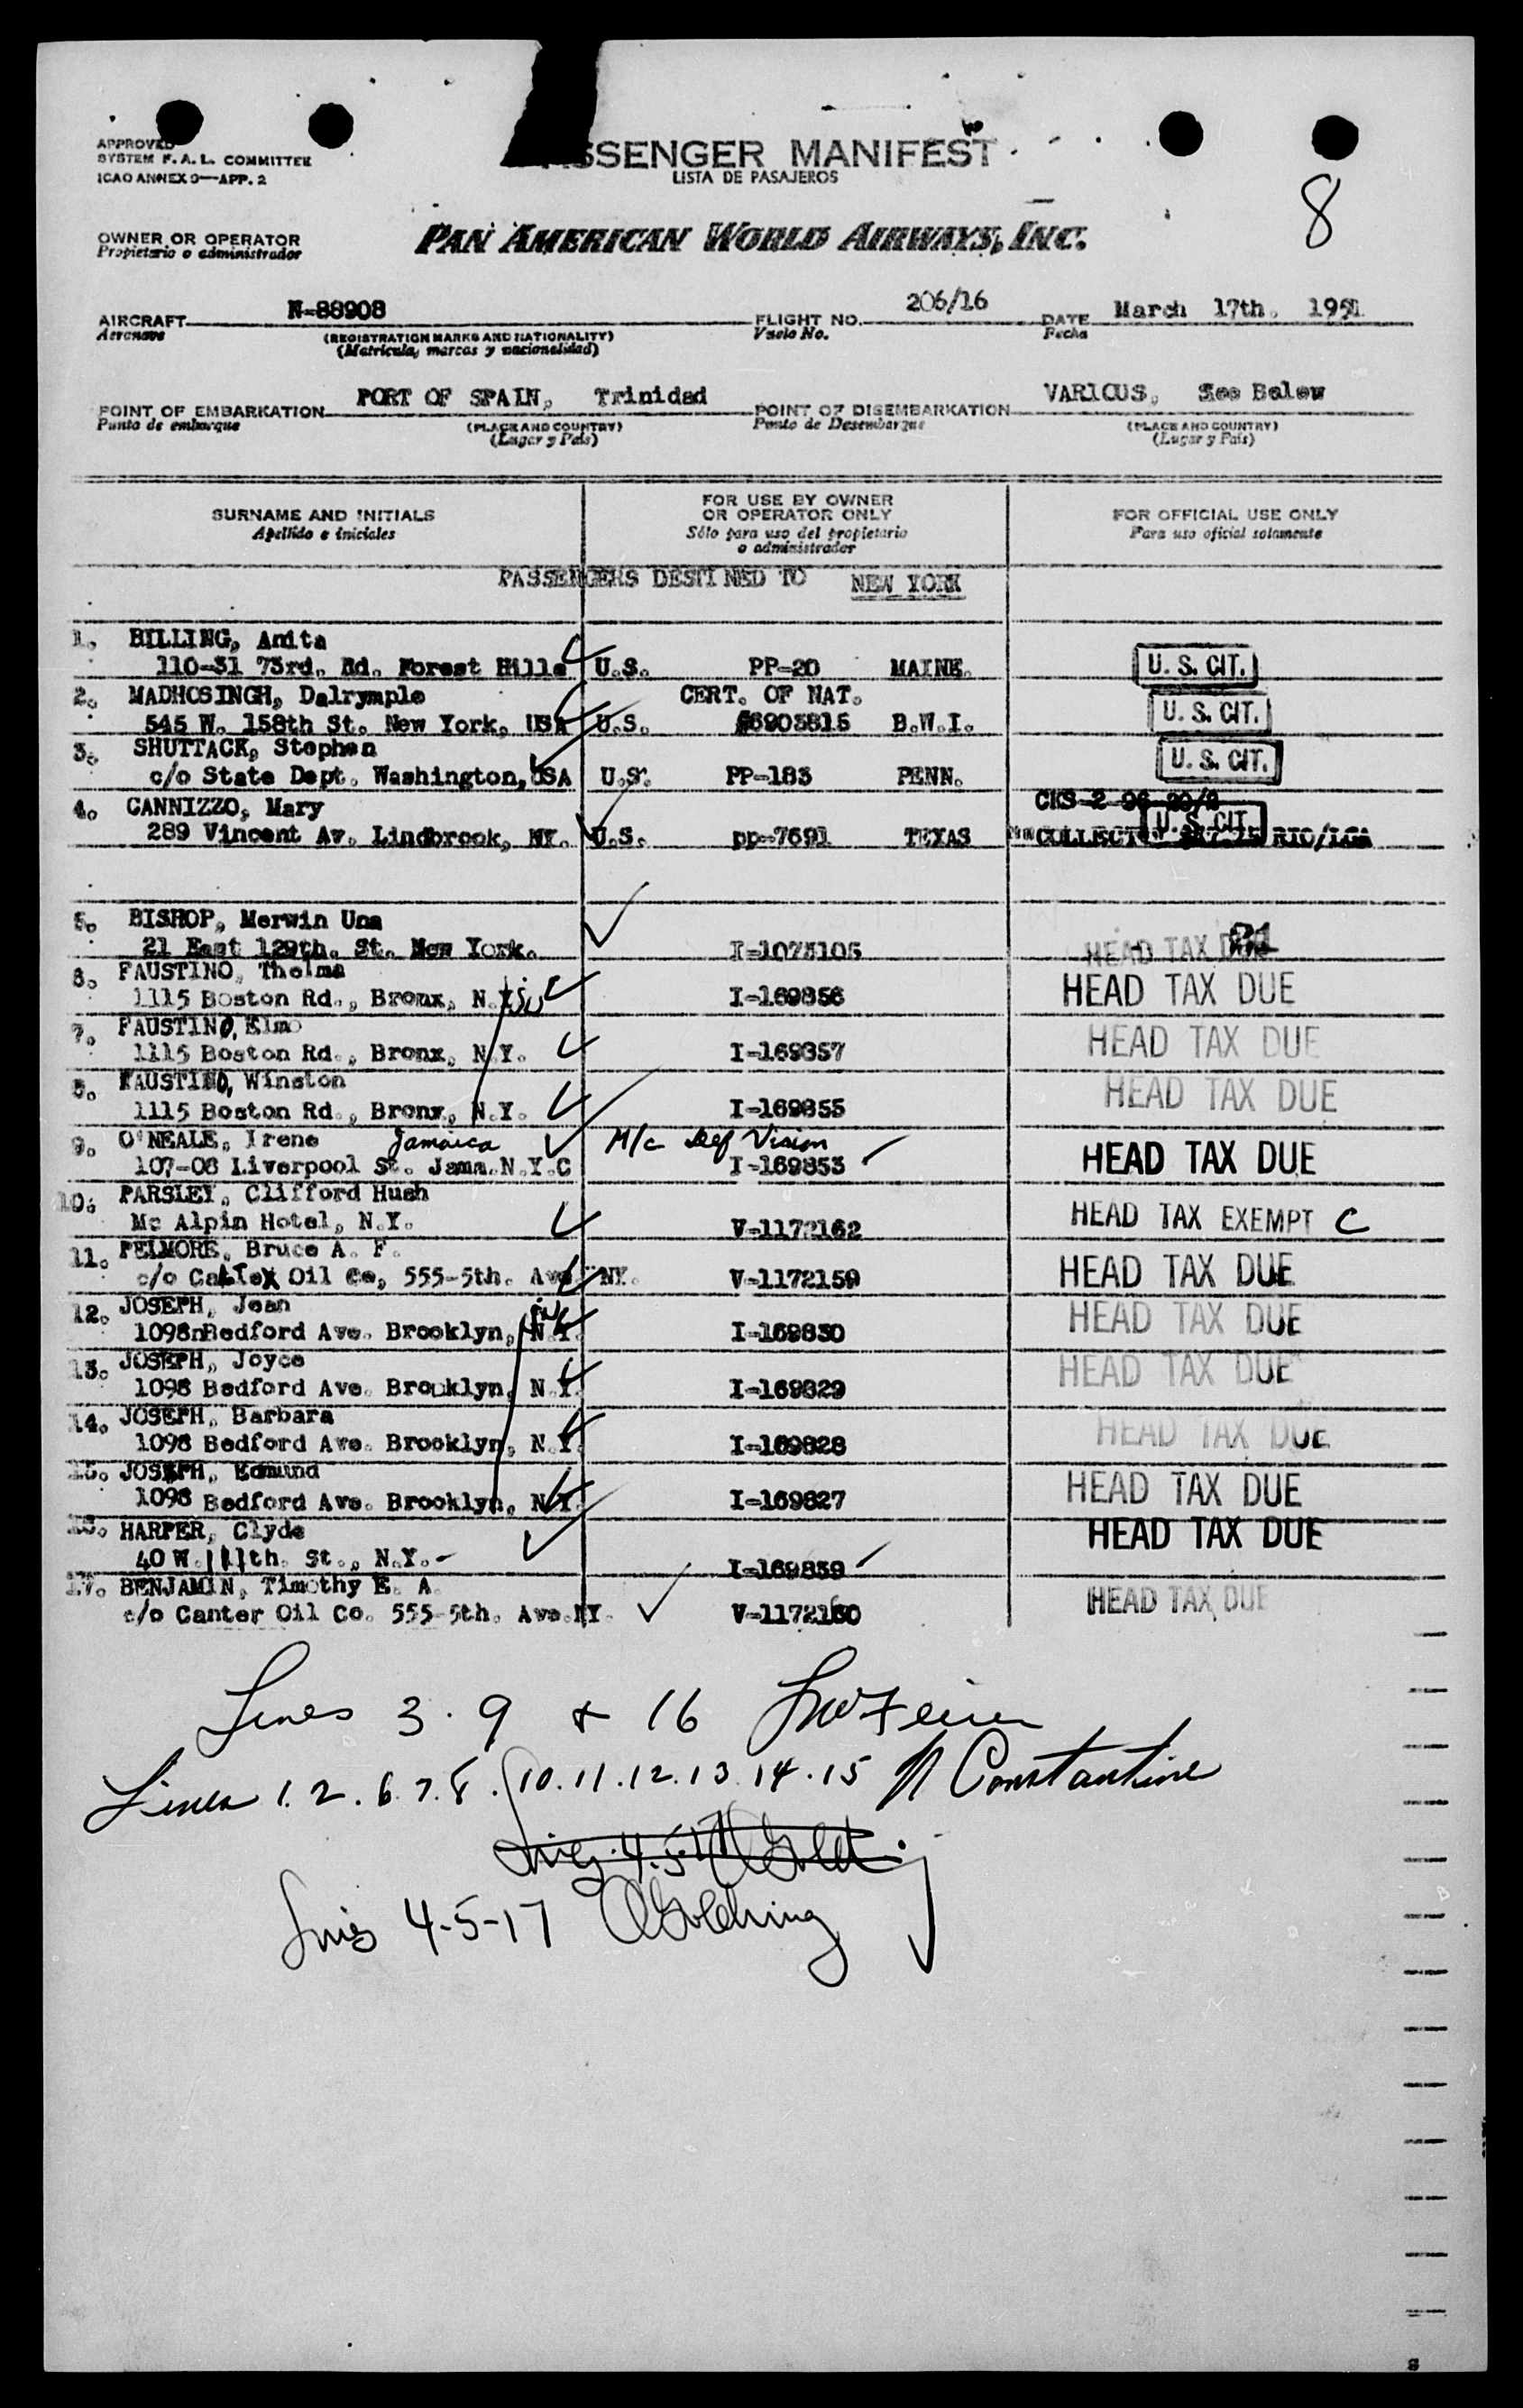 APPROVED
SYSTEM F.A.L. COMMITTEE
ICAO ANNEX 9—APP. 2
SSENGER MANIFEST
LISTA DE PASAJEROS
8
OWNER OR OPERATOR
Propietario o administrador
PAN AMERICAN WORLD AIRWAYS, INC.
AIRCRAFT N-88908 FLIGHT NO. 206/16 DATE March 17th. 1951
Aeronave (REGISTRATION MARKS AND NATIONALITY) Vuelo No. Fecha
(Matricula, marcas y nacionalidad)
POINT OF EMBARKATION PORT OF SPAIN, Trinidad POINT OF DISEMBARKATION VARIOUS, See Below
Punto de embarque (PLACE AND COUNTRY) Punto de Desembarque (PLACE AND COUNTRY)
(Lugar y Pais) (Lugar y Pais)
SURNAME AND INITIALS FOR USE BY OWNER OR OPERATOR ONLY FOR OFFICIAL USE ONLY
Apellido e iniciales Sólo para uso del propietario o administrador Para uso oficial solamente
PASSENGERS DESTINED TO NEW YORK
1. BILLING, Anita
110-31 73rd. Rd. Forest Hills U.S. PP-20 MAINE. U. S. CIT.
2. MADHOSINGH, Dalrymple CERT. OF NAT.
545 W. 158th St. New York, USA U.S. #6903815 B.W.I. U. S. CIT.
3. SHUTTACK, Stephen
c/o State Dept. Washington, USA U.S. PP-183 PENN. U. S. CIT.
4. CANNIZZO, Mary
289 Vincent Av. Lindbrook, NY. U.S. pp-7691 TEXAS U. S. CIT.
5. BISHOP, Merwin Una
21 East 129th. St. New York. I-1073105 HEAD TAX
6. FAUSTINO, Thelma
1115 Boston Rd., Bronx, N.Y. I-169856 HEAD TAX DUE
7. FAUSTINO, Elmo
1115 Boston Rd., Bronx, N.Y. I-169857 HEAD TAX DUE
8. FAUSTINO, Winston
1115 Boston Rd., Bronx, N.Y. I-169855 HEAD TAX DUE
9. O'NEALE, Irene Jamaica M/c Def Vision
107-08 Liverpool St. Jama.N.Y.C I-169853 HEAD TAX DUE
10. PARSLEY, Clifford Hugh
Mc Alpin Hotel, N.Y. V-1172162 HEAD TAX EXEMPT C
11. PELMORE, Bruce A. F.
c/o Caltex Oil Co, 555-5th. Ave NY. V-1172159 HEAD TAX DUE
12. JOSEPH, Jean
1098 Bedford Ave. Brooklyn, N.Y. I-169830 HEAD TAX DUE
13. JOSEPH, Joyce
1098 Bedford Ave. Brooklyn, N.Y. I-169829 HEAD TAX DUE
14. JOSEPH, Barbara
1098 Bedford Ave. Brooklyn, N.Y. I-169828 HEAD TAX DUE
15. JOSEPH, Edmund
1098 Bedford Ave. Brooklyn, N.Y. I-169827 HEAD TAX DUE
16. HARPER, Clyde
40 W. 111th. St., N.Y. I-169839 HEAD TAX DUE
17. BENJAMIN, Timothy E. A.
c/o Canter Oil Co. 555-5th. Ave.NY. V-1172160 HEAD TAX DUE
Lines 3. 9 & 16
Lines 1. 2. 6. 7. 8. 10. 11. 12. 13. 14. 15 Constantine
Lines 4-5-17